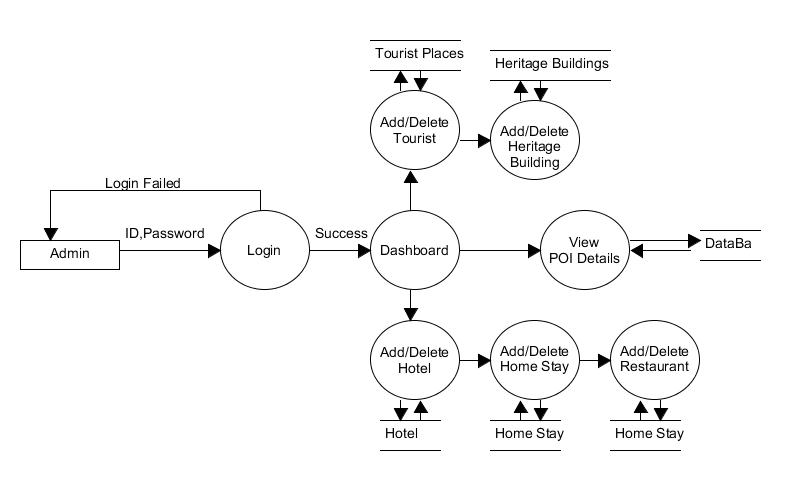 Tourist Places
Heritage Buildings
Add/Delete
Tourist
Add/Delete
Heritage
Building
Login Failed
ID,Password
Success
Admin
Login
Dashboard
View
POI Details
DataBa
Add/Delete
Hotel
Add/Delete
Home Stay
Add/Delete
Restaurant
Hotel
Home Stay
Home Stay